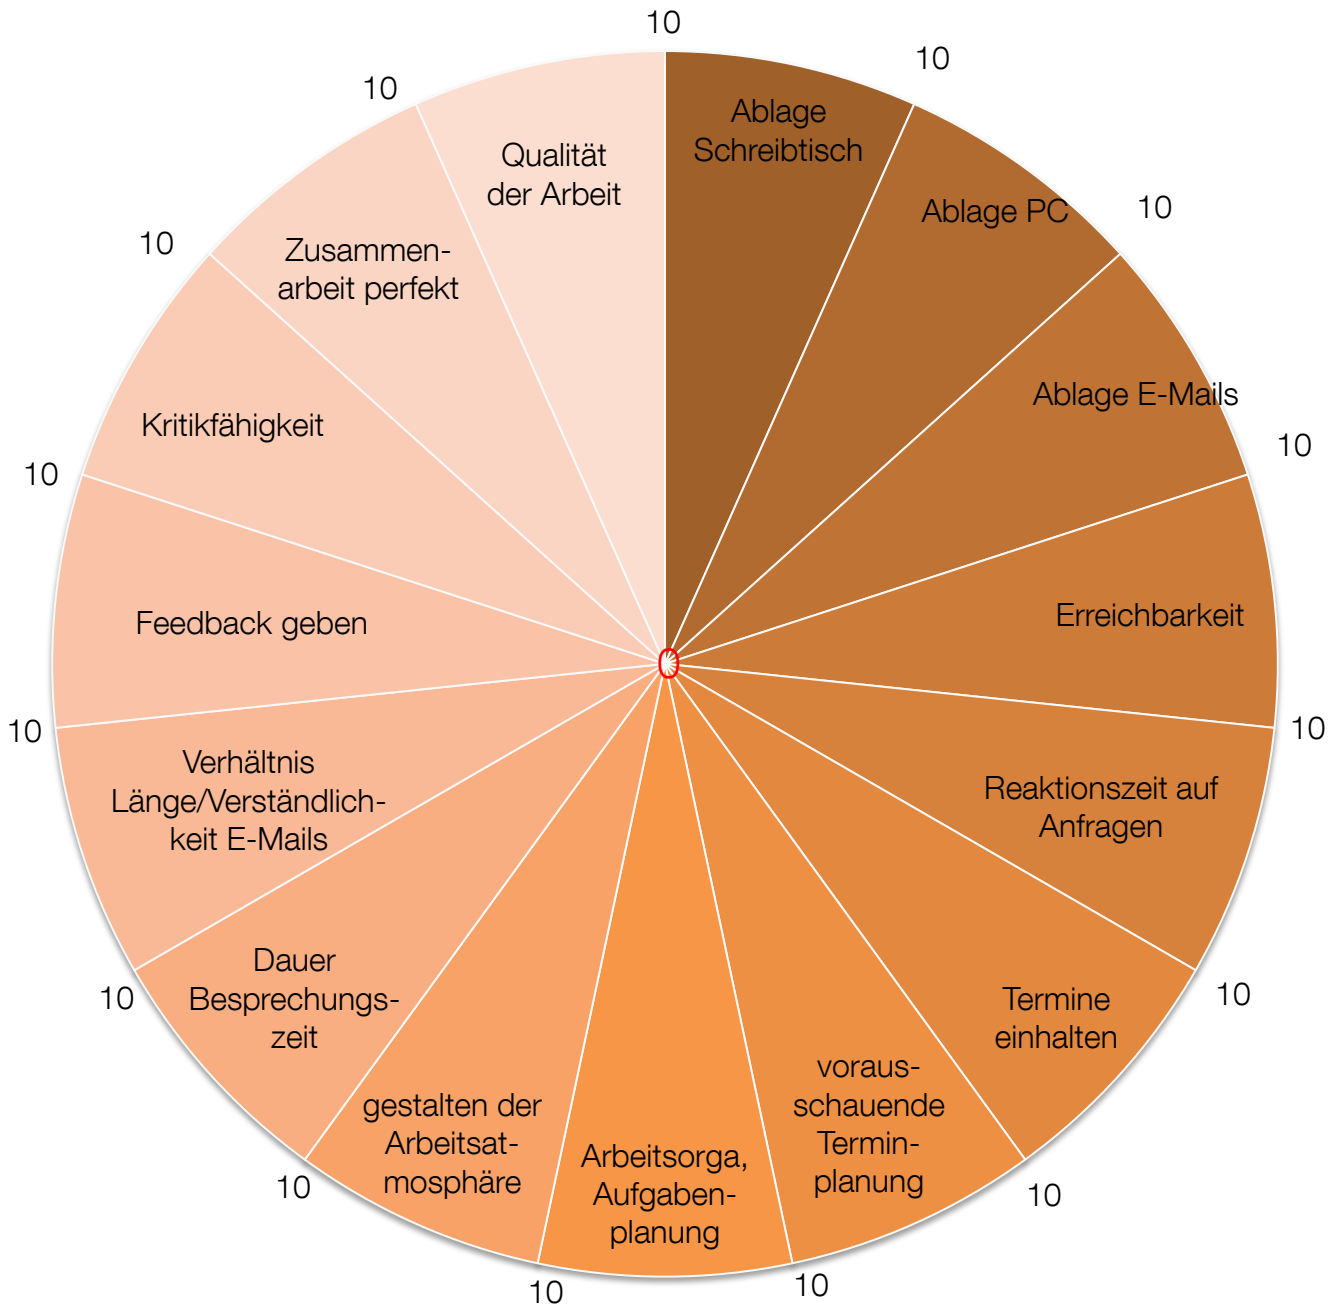 10
Ablage
Schreibtisch
10
Ablage PC
10
Ablage E-Mails
10
Erreichbarkeit
10
Reaktionszeit auf
Anfragen
10
Termine
einhalten
10
voraus-
schauende
Termin-
planung
10
Arbeitsorga,
Aufgaben-
planung
10
gestalten der
Arbeitsat-
mosphäre
10
Dauer
Besprechungs-
zeit
10
Verhältnis
Länge/Verständlich-
keit E-Mails
10
Feedback geben
10
Kritikfähigkeit
10
Zusammen-
arbeit perfekt
10
Qualität
der Arbeit
0